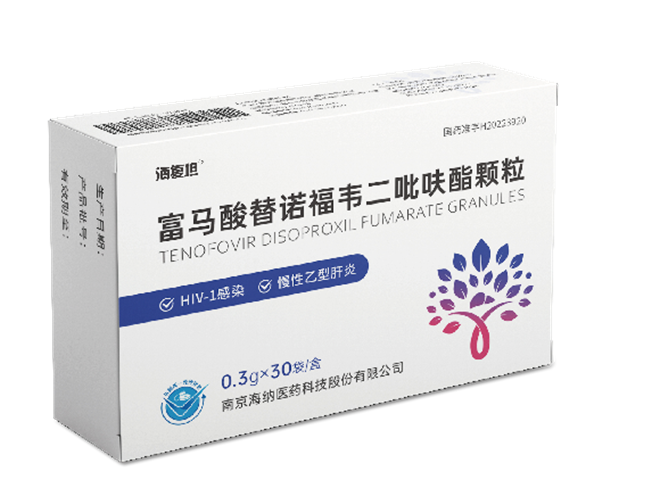 国药准字H20223920
海复坦
富马酸替诺福韦二吡呋酯颗粒
TENOFOVIR DISOPROXIL FUMARATE GRANULES
HIV-1感染 慢性乙型肝炎
0.3g×30袋/盒
南京海纳医药科技股份有限公司
生产日期：
产品批号：
有效期至：